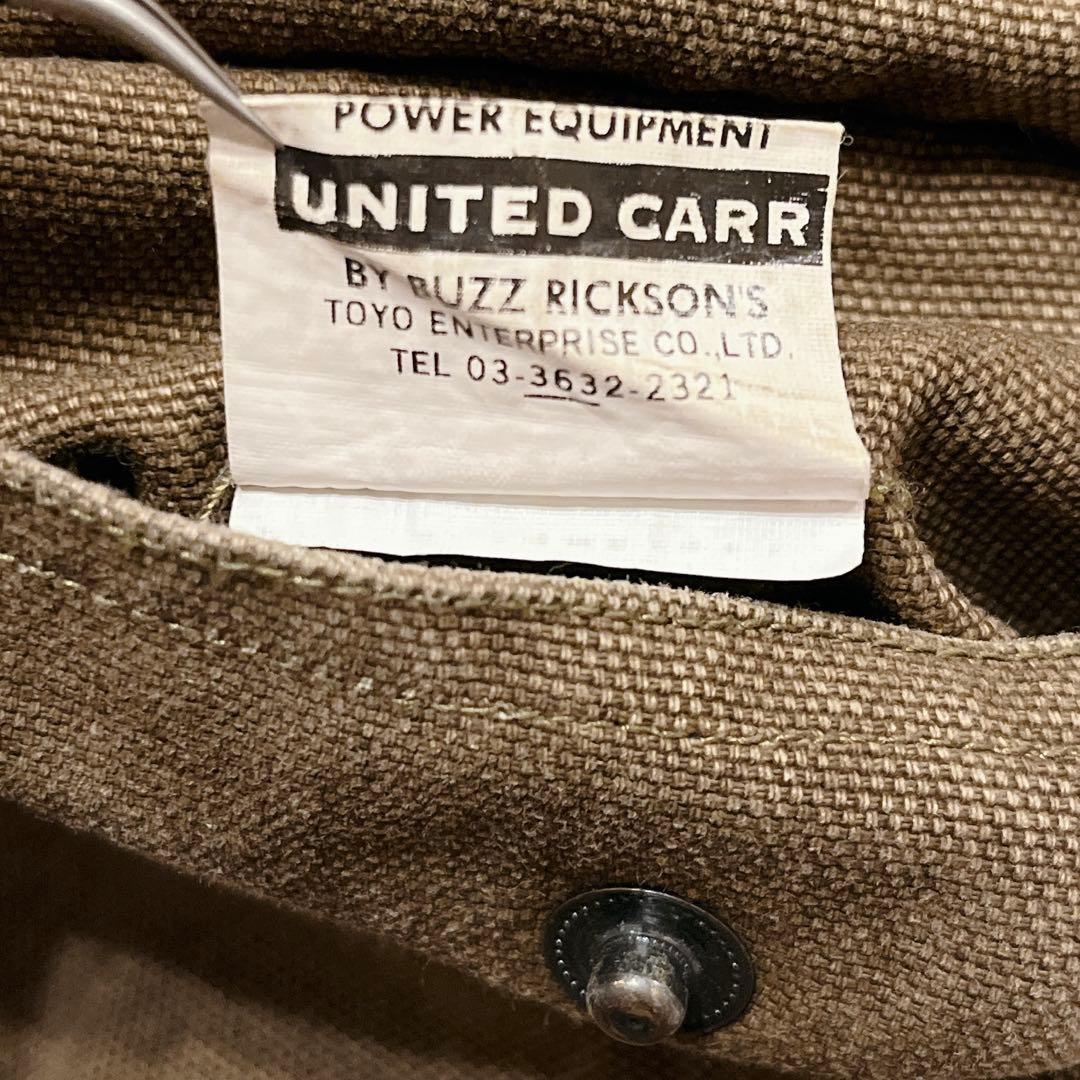 POWER EQUIPMENT
UNITED CARR
BY BUZZ RICKSON'S
TOYO ENTERPRISE CO.,LTD.
TEL 03-3632-2321